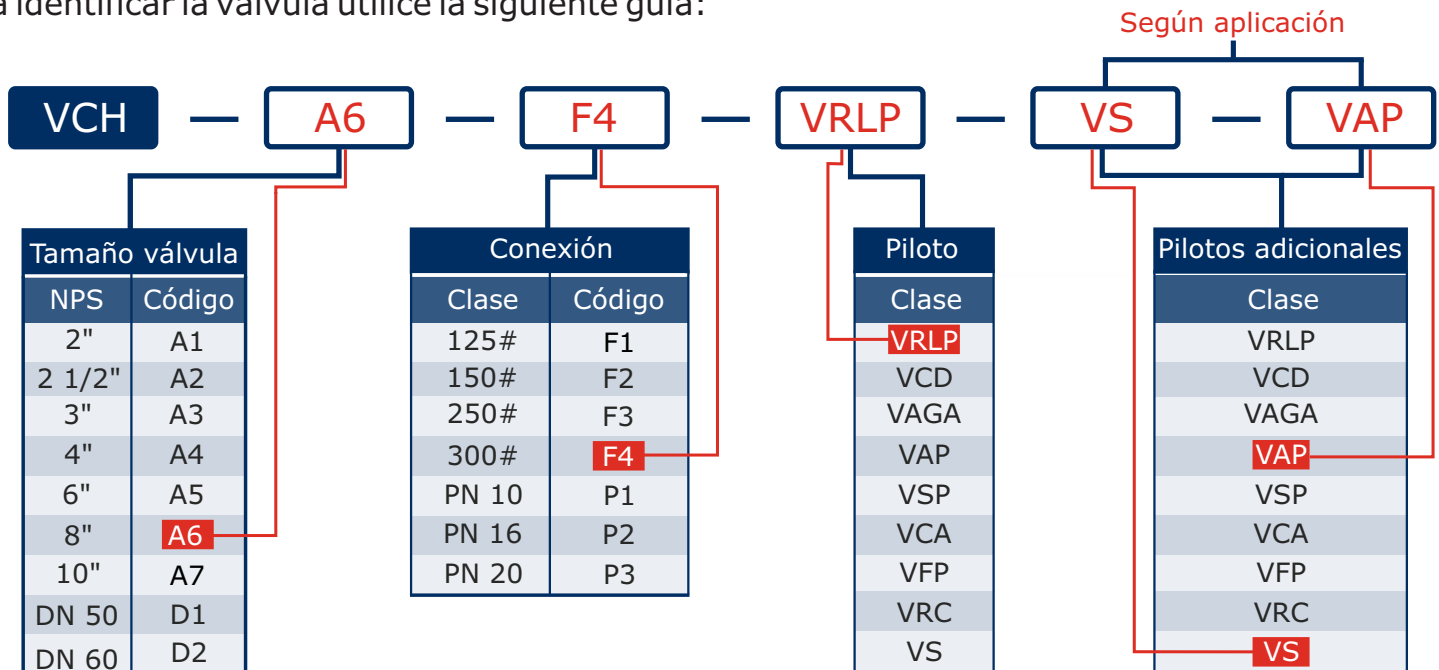 a identificar la válvula utilice la siguiente guía:
Según aplicación
VCH — A6 — F4 — VRLP — VS — VAP
Tamaño válvula
NPS Código
2" A1
2 1/2" A2
3" A3
4" A4
6" A5
8" A6
10" A7
DN 50 D1
DN 60 D2
Conexión
Clase Código
125# F1
150# F2
250# F3
300# F4
PN 10 P1
PN 16 P2
PN 20 P3
Piloto
Clase
VRLP
VCD
VAGA
VAP
VSP
VCA
VFP
VRC
VS
Pilotos adicionales
Clase
VRLP
VCD
VAGA
VAP
VSP
VCA
VFP
VRC
VS